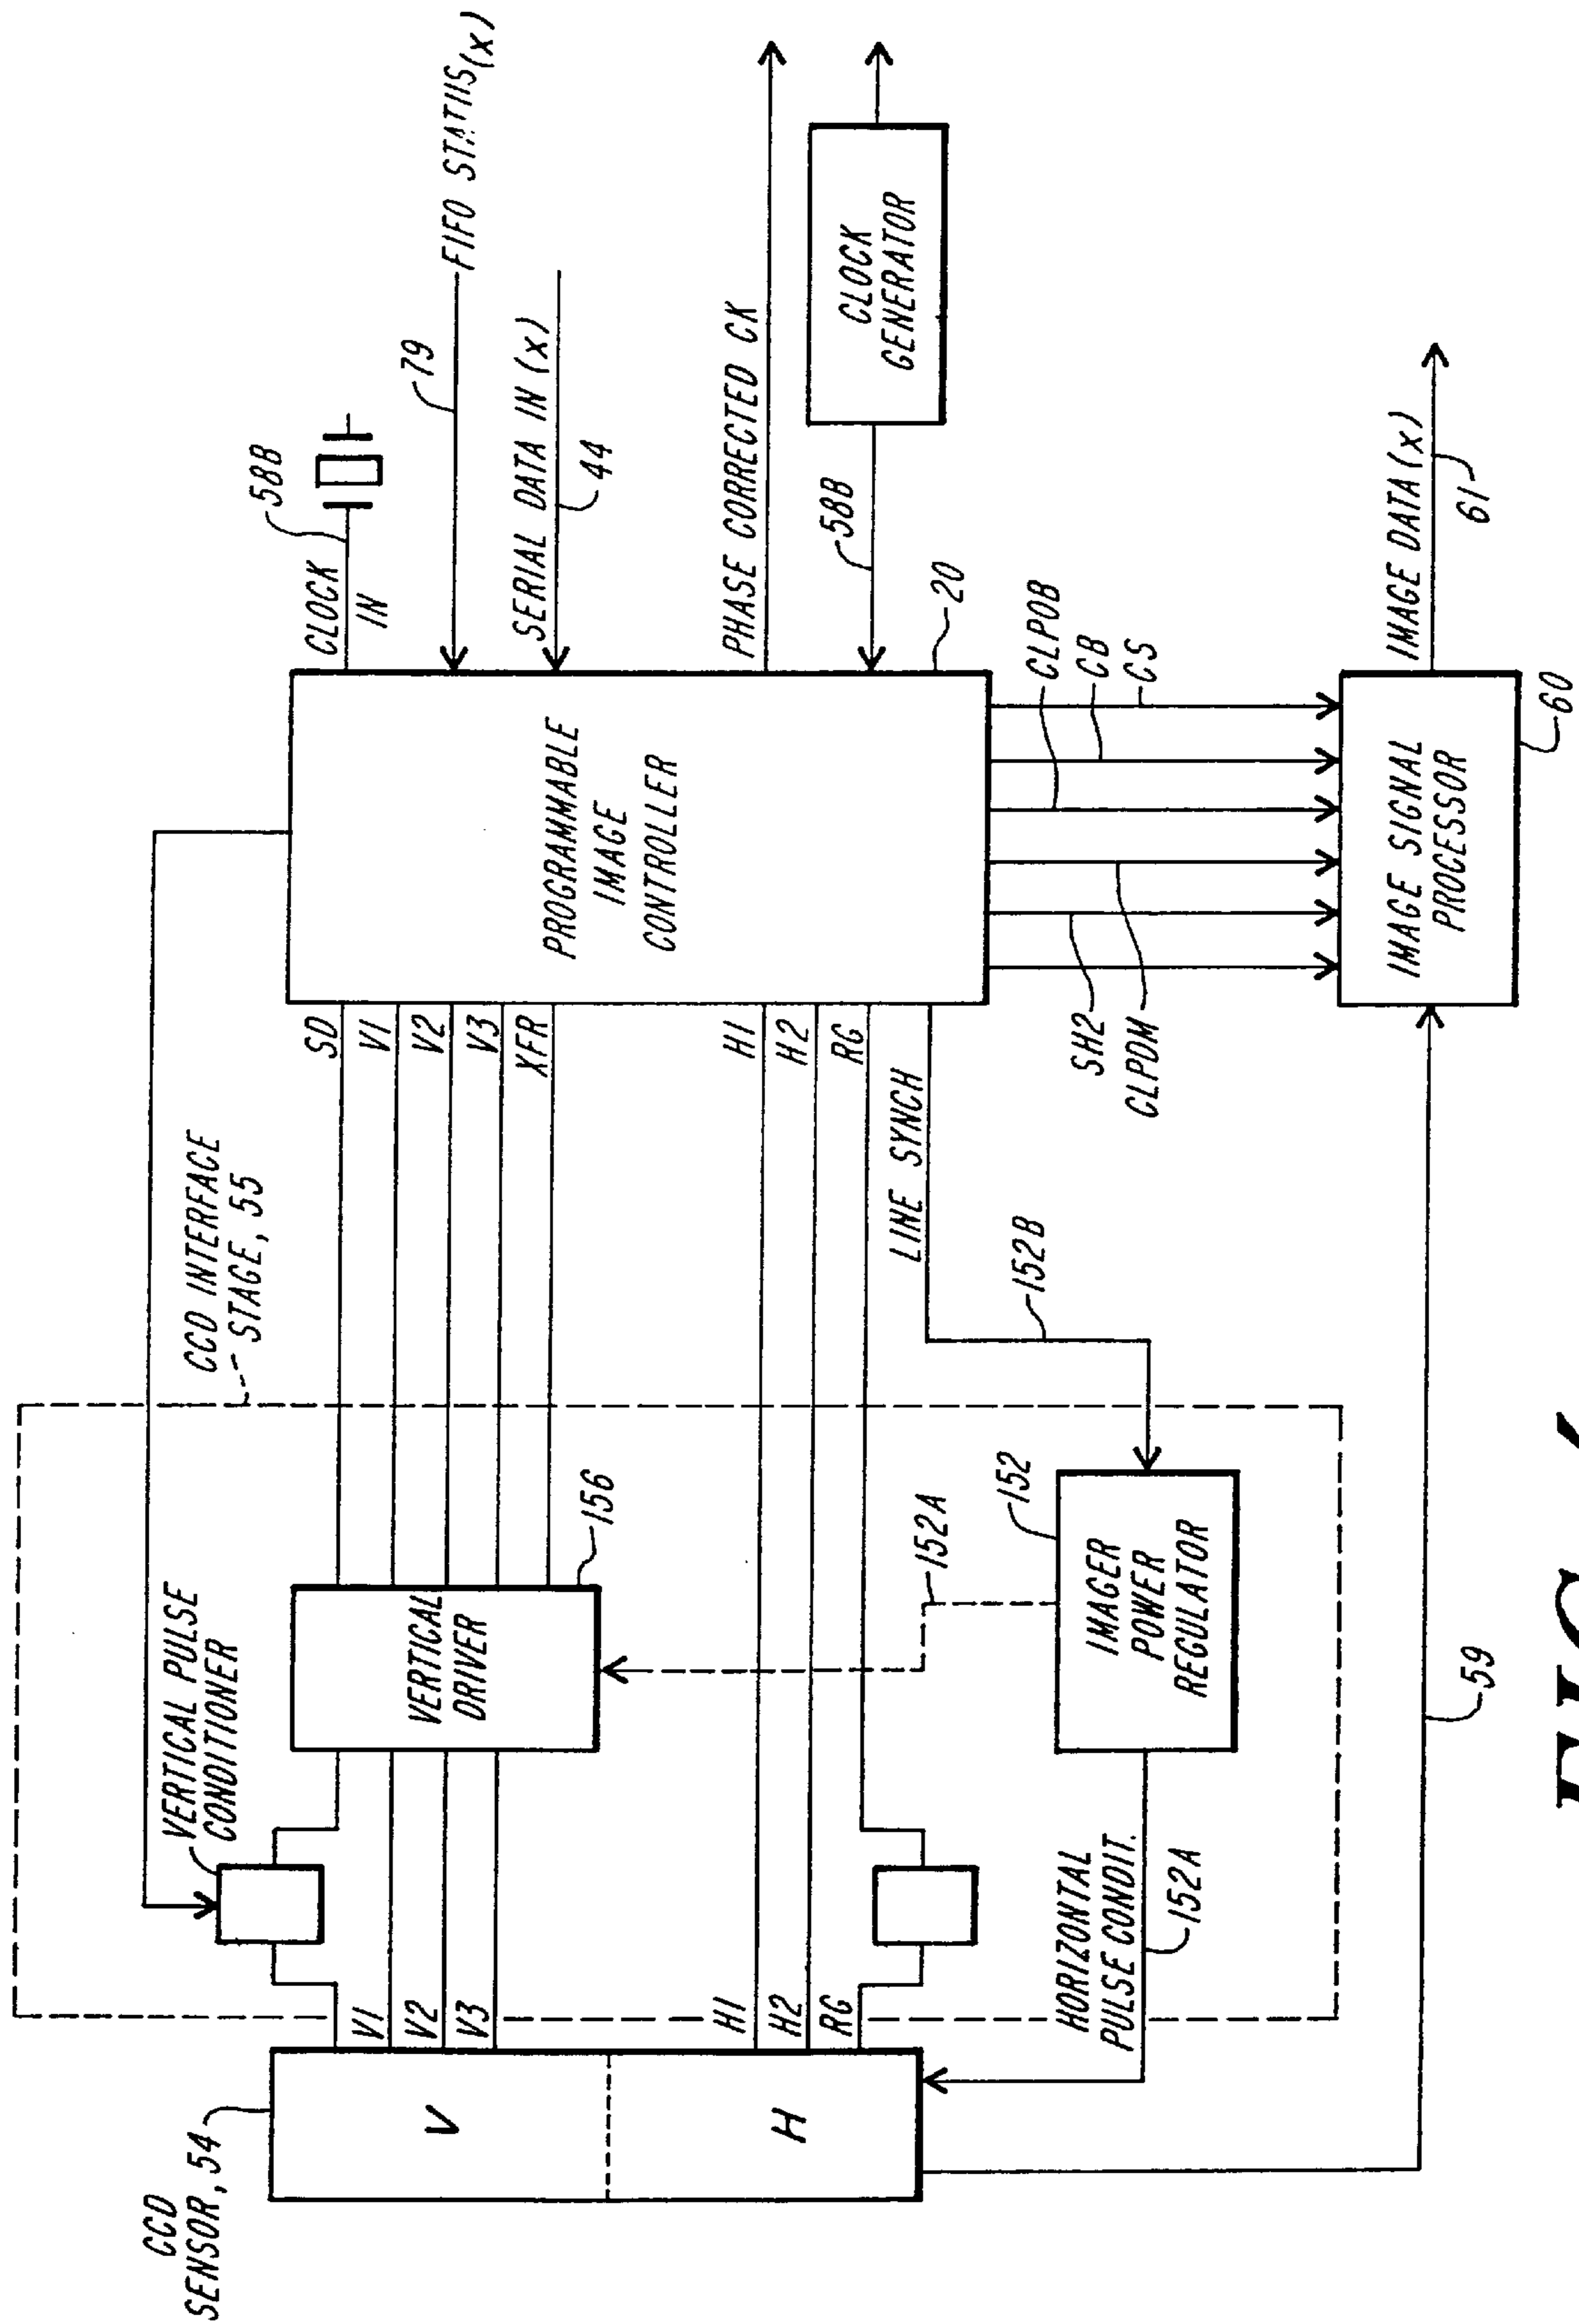 CCD
SENSOR, 54
V
H
V1
V2
V3
H1
H2
RG
VERTICAL PULSE
CONDITIONER
VERTICAL
DRIVER
156
CCD INTERFACE
STAGE, 55
HORIZONTAL
PULSE CONDIT.
152A
152A
152
IMAGER
POWER
REGULATOR
152B
LINE SYNCH
59
SD
V1
V2
V3
XFR
H1
H2
RG
PROGRAMMABLE
IMAGE
CONTROLLER
20
SH2
CLPDM
CLPOB
CB
CS
IMAGE SIGNAL
PROCESSOR
60
CLOCK
IN
58B
79
FIFO STATUS(x)
SERIAL DATA IN (x)
44
PHASE CORRECTED CK
58B
CLOCK
GENERATOR
IMAGE DATA(x)
61